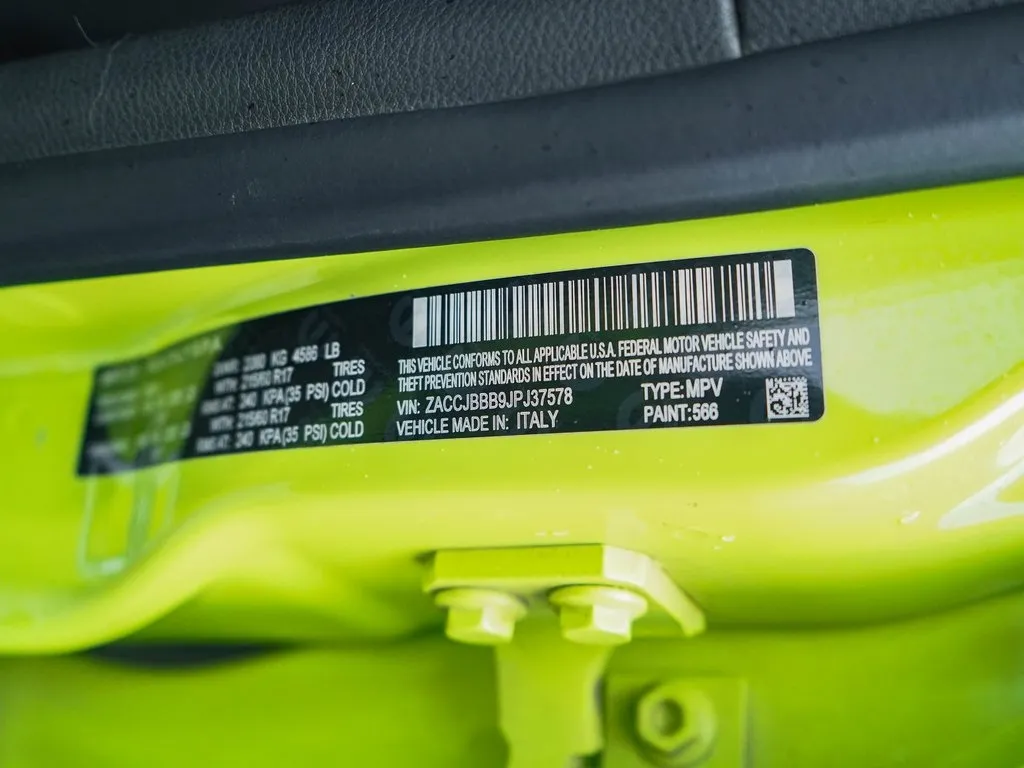 2080 KG 4586 LB
215/60 R17 TIRES
240 KPA(35 PSI) COLD
215/60 R17 TIRES
240 KPA(35 PSI) COLD
THIS VEHICLE CONFORMS TO ALL APPLICABLE U.S.A. FEDERAL MOTOR VEHICLE SAFETY AND
THEFT PREVENTION STANDARDS IN EFFECT ON THE DATE OF MANUFACTURE SHOWN ABOVE
VIN: ZACCJBBB9JPJ37578 TYPE: MPV
VEHICLE MADE IN: ITALY PAINT: 566